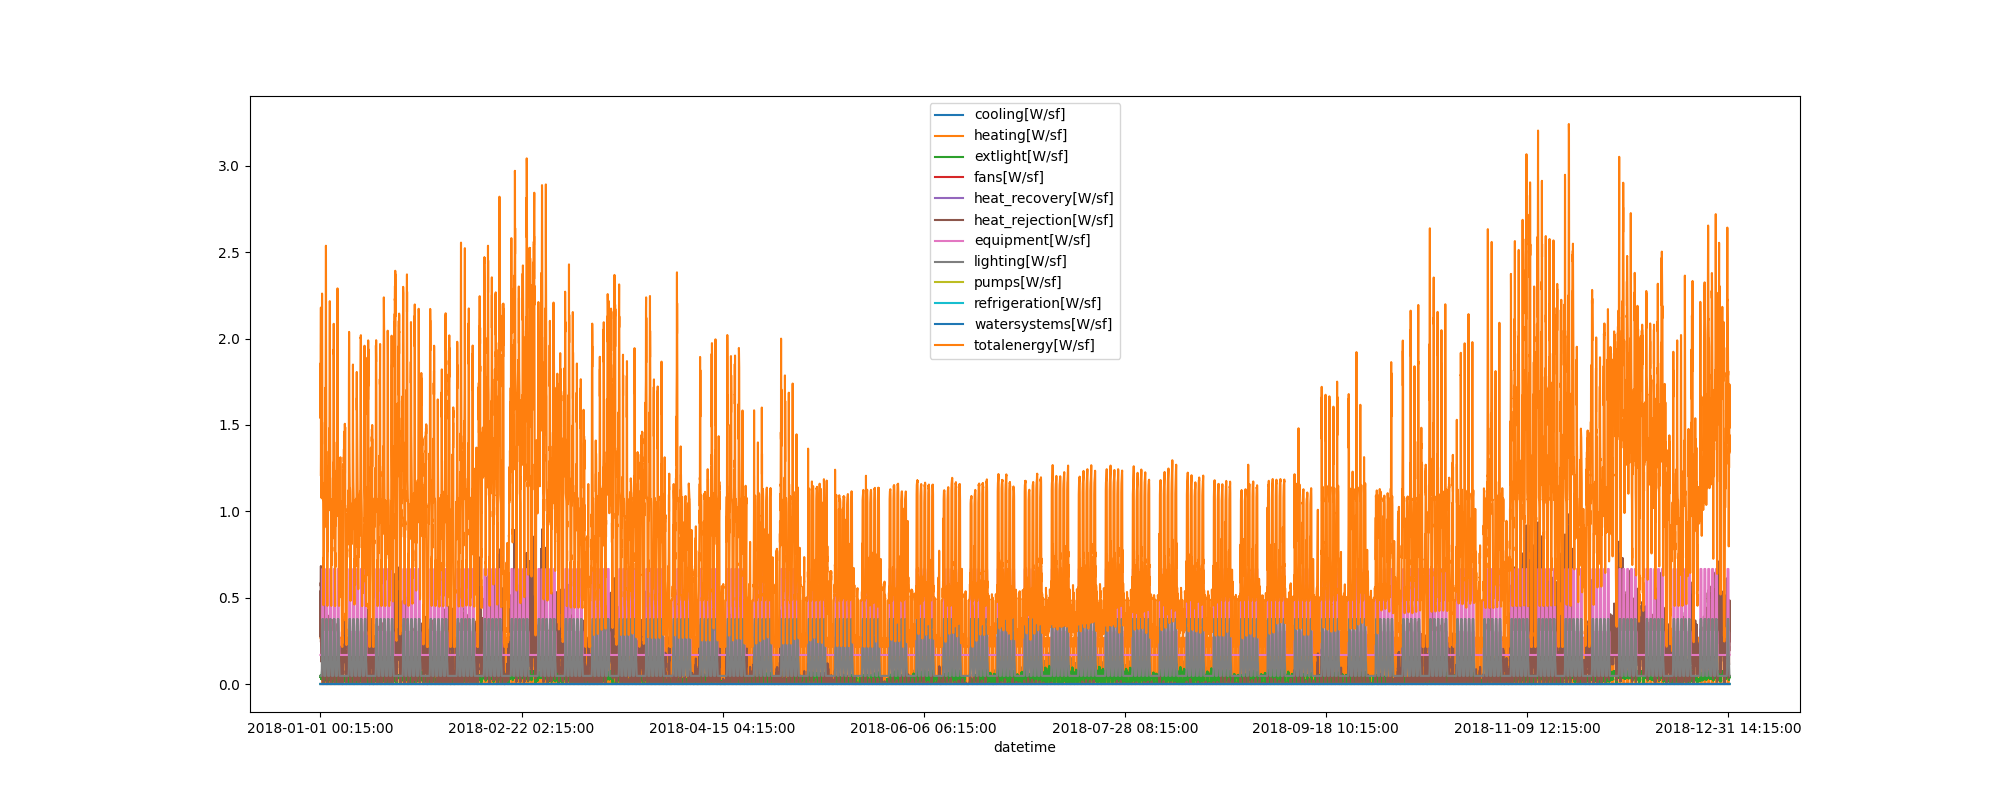 cooling[W/sf]
heating[W/sf]
extlight[W/sf]
fans[W/sf]
heat_recovery[W/sf]
heat_rejection[W/sf]
equipment[W/sf]
lighting[W/sf]
pumps[W/sf]
refrigeration[W/sf]
watersystems[W/sf]
totalenergy[W/sf]
3.0
2.5
2.0
1.5
1.0
0.5
0.0
2018-01-01 00:15:00 2018-02-22 02:15:00 2018-04-15 04:15:00 2018-06-06 06:15:00 2018-07-28 08:15:00 2018-09-18 10:15:00 2018-11-09 12:15:00 2018-12-31 14:15:00
datetime